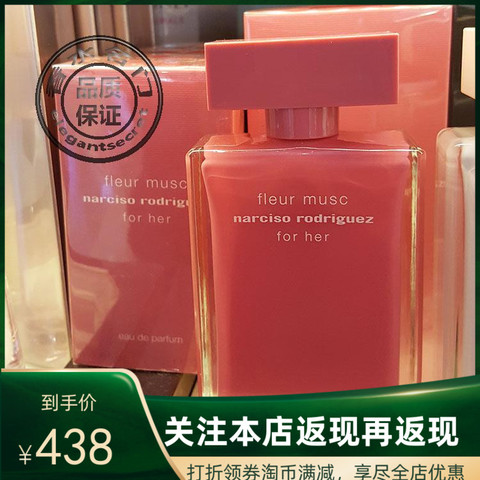 品质
保证
elegantsecret
fleur musc
narciso rodriguez
for her
eau de parfum
fleur musc
narciso rodriguez
for her
到手价
¥438
关注本店返现再返现
打折领券淘币满减，享尽全店优惠